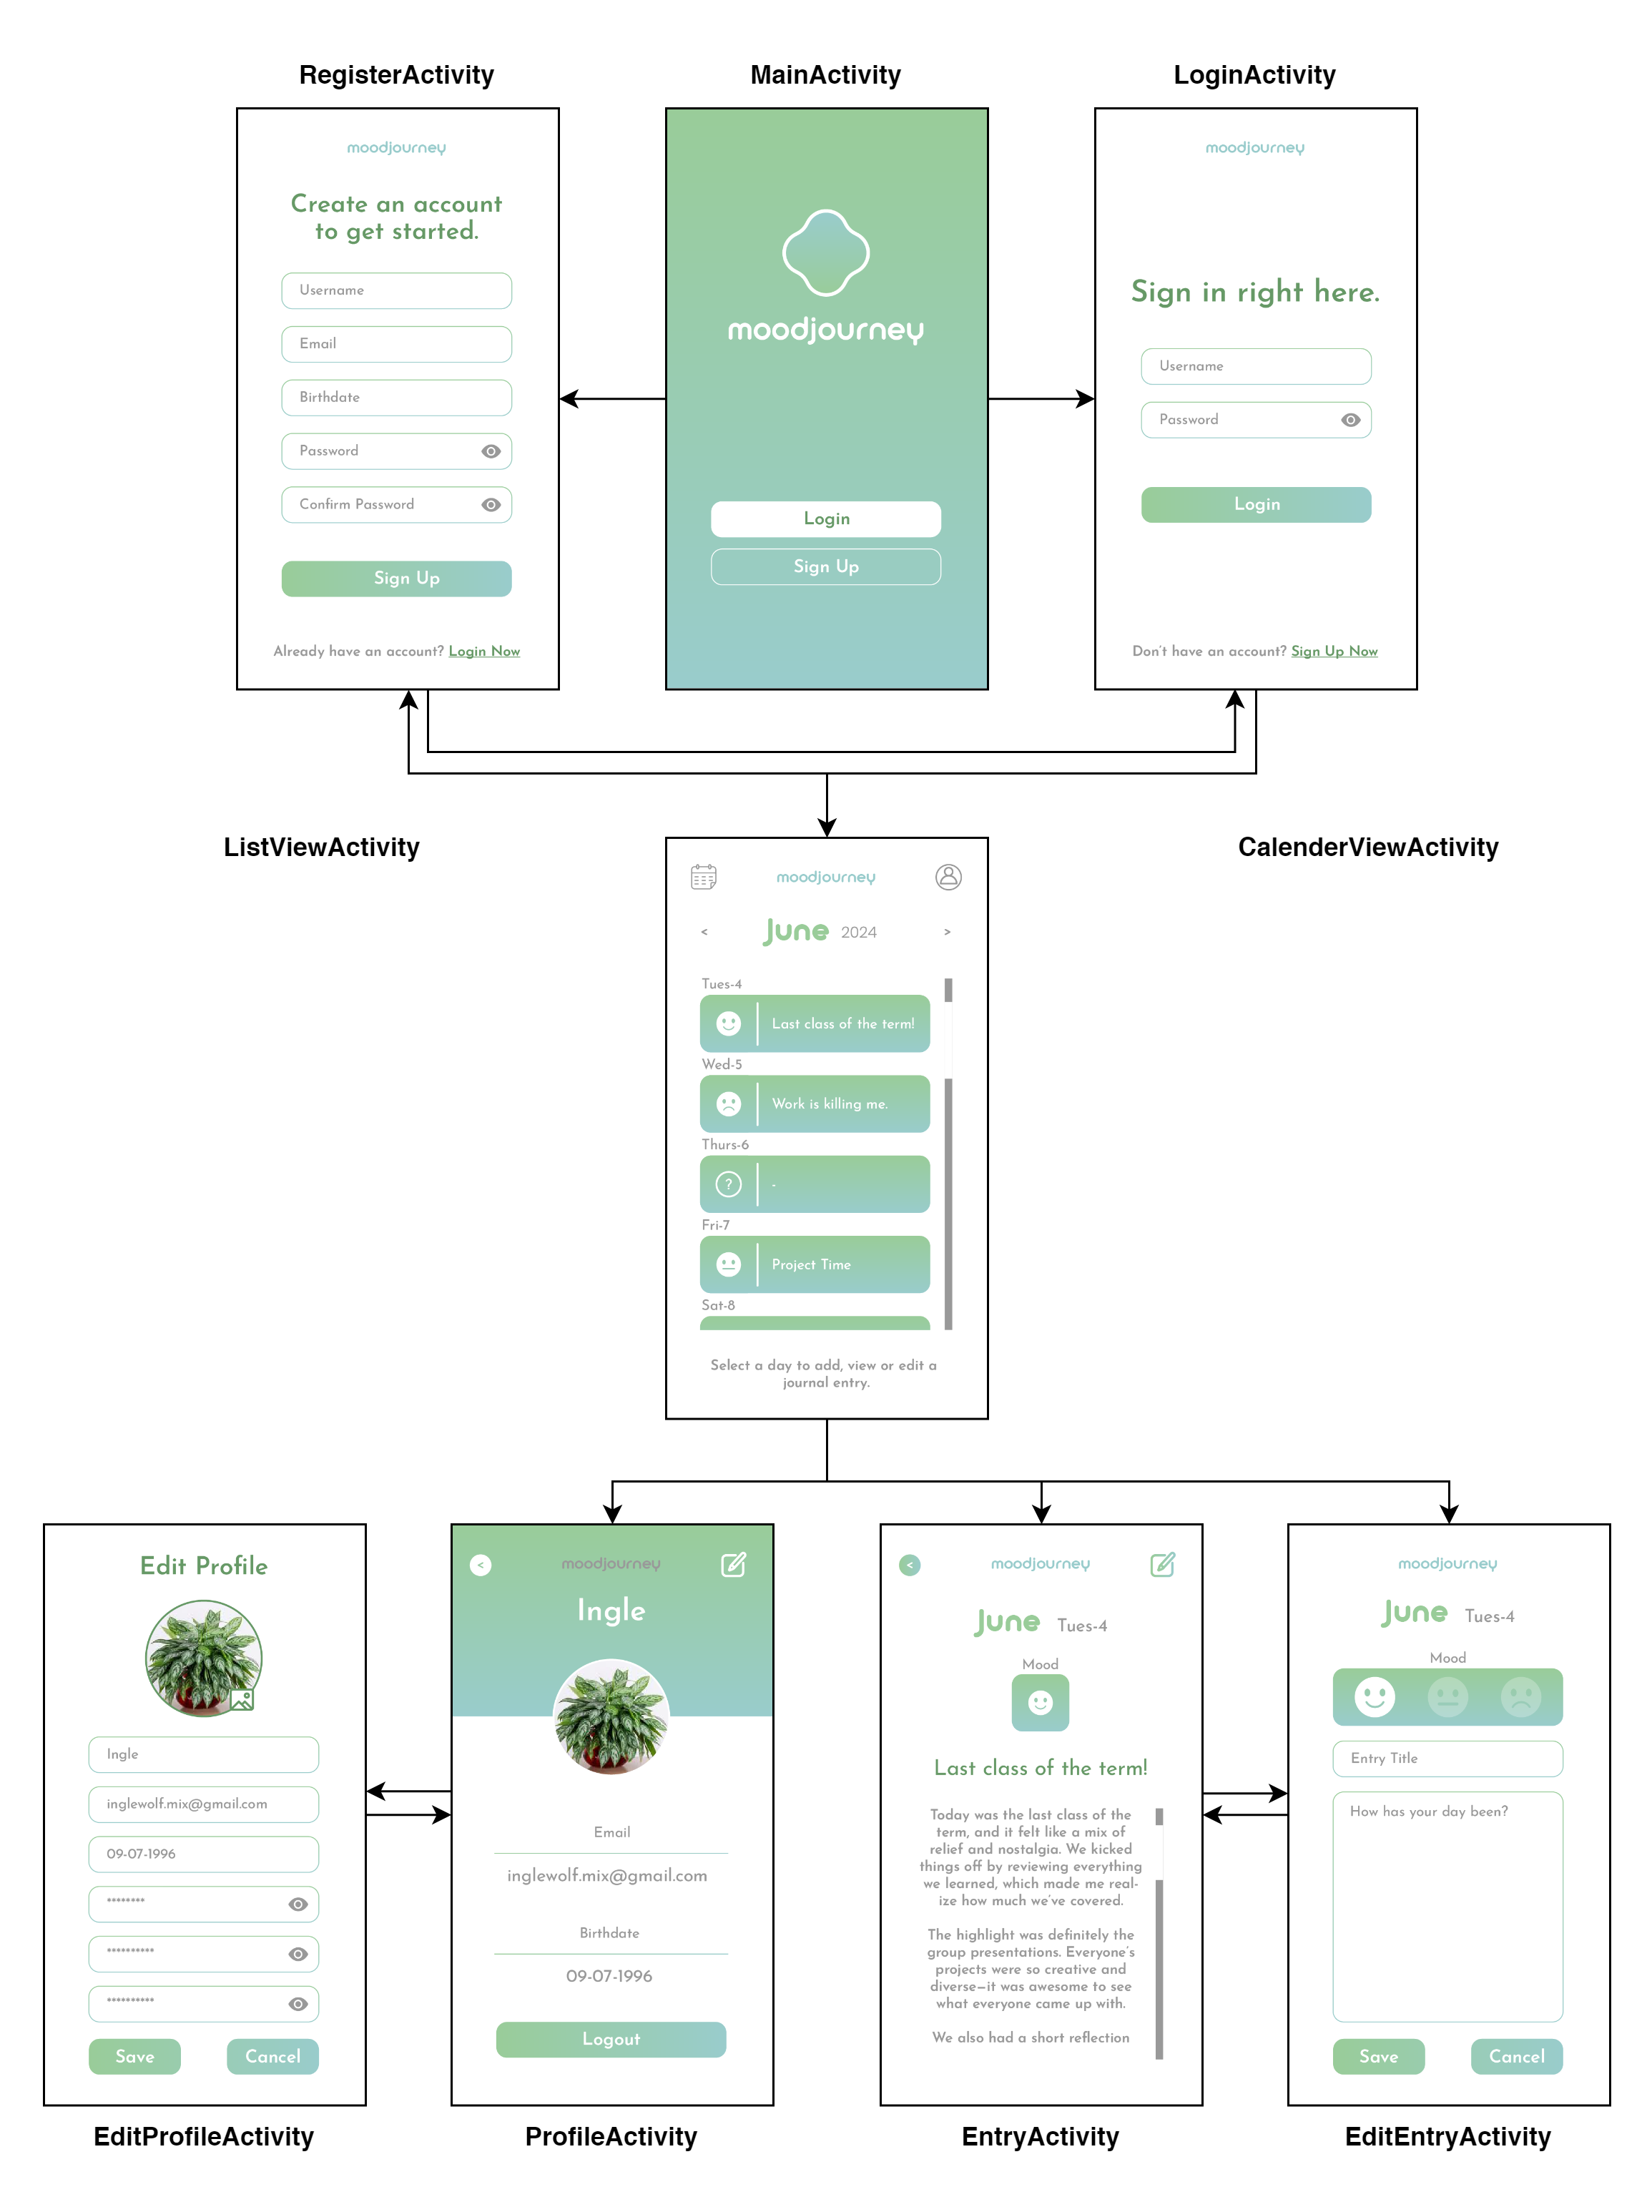 RegisterActivity
MainActivity
LoginActivity
moodjourney
Create an account
to get started.
Username
Email
Birthdate
Password
Confirm Password
Sign Up
Already have an account? Login Now
moodjourney
Login
Sign Up
moodjourney
Sign in right here.
Username
Password
Login
Don't have an account? Sign Up Now
ListViewActivity
CalenderViewActivity
moodjourney
< June 2024 >
Tues-4
Last class of the term!
Wed-5
Work is killing me.
Thurs-6
? -
Fri-7
Project Time
Sat-8
Select a day to add, view or edit a
journal entry.
Edit Profile
Ingle
inglewolf.mix@gmail.com
09-07-1996
********
**********
**********
Save Cancel
EditProfileActivity
< moodjourney
Ingle
Email
inglewolf.mix@gmail.com
Birthdate
09-07-1996
Logout
ProfileActivity
< moodjourney
June Tues-4
Mood
Last class of the term!
Today was the last class of the
term, and it felt like a mix of
relief and nostalgia. We kicked
things off by reviewing everything
we learned, which made me real-
ize how much we've covered.
The highlight was definitely the
group presentations. Everyone's
projects were so creative and
diverse—it was awesome to see
what everyone came up with.
We also had a short reflection
EntryActivity
moodjourney
June Tues-4
Mood
Entry Title
How has your day been?
Save Cancel
EditEntryActivity